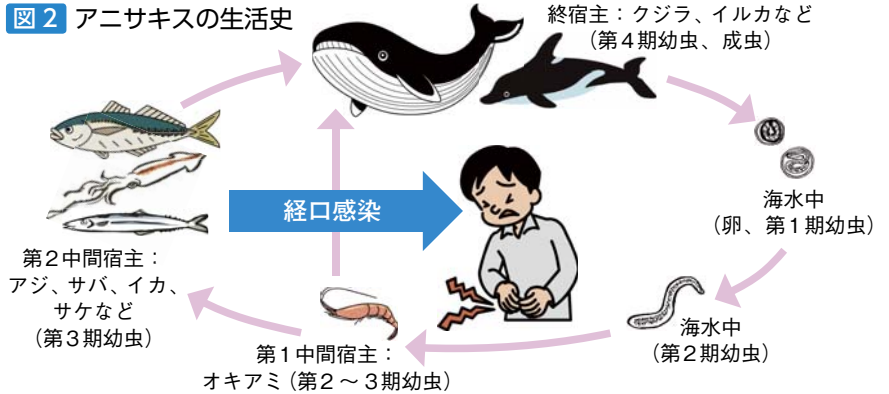 図2 アニサキスの生活史
終宿主：クジラ、イルカなど
（第4期幼虫、成虫）
海水中
（卵、第1期幼虫）
海水中
（第2期幼虫）
第1中間宿主：
オキアミ（第2～3期幼虫）
第2中間宿主：
アジ、サバ、イカ、
サケなど
（第3期幼虫）
経口感染